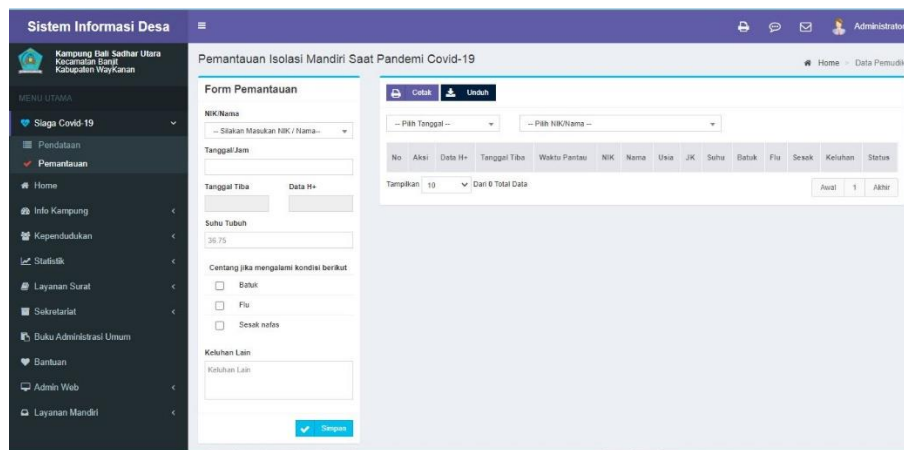 Sistem Informasi Desa
Administrator
Kampung Bali Sadhar Utara
Kecamatan Banjit
Kabupaten WayKanan
Pemantauan Isolasi Mandiri Saat Pandemi Covid-19
Home > Data Pemudik
MENU UTAMA
Siaga Covid-19
Pendataan
Pemantauan
Home
Info Kampung
Kependudukan
Statistik
Layanan Surat
Sekretariat
Buku Administrasi Umum
Bantuan
Admin Web
Layanan Mandiri
Form Pemantauan
NIK/Nama
-- Silakan Masukan NIK / Nama--
Tanggal/Jam
Tanggal Tiba Data H+
Suhu Tubuh
36.75
Centang jika mengalami kondisi berikut
Batuk
Flu
Sesak nafas
Keluhan Lain
Keluhan Lain
Simpan
Cetak Unduh
-- Pilih Tanggal -- -- Pilih NIK/Nama --
No Aksi Data H+ Tanggal Tiba Waktu Pantau NIK Nama Usia JK Suhu Batuk Flu Sesak Keluhan Status
Tampilkan 10 Dari 0 Total Data
Awal 1 Akhir